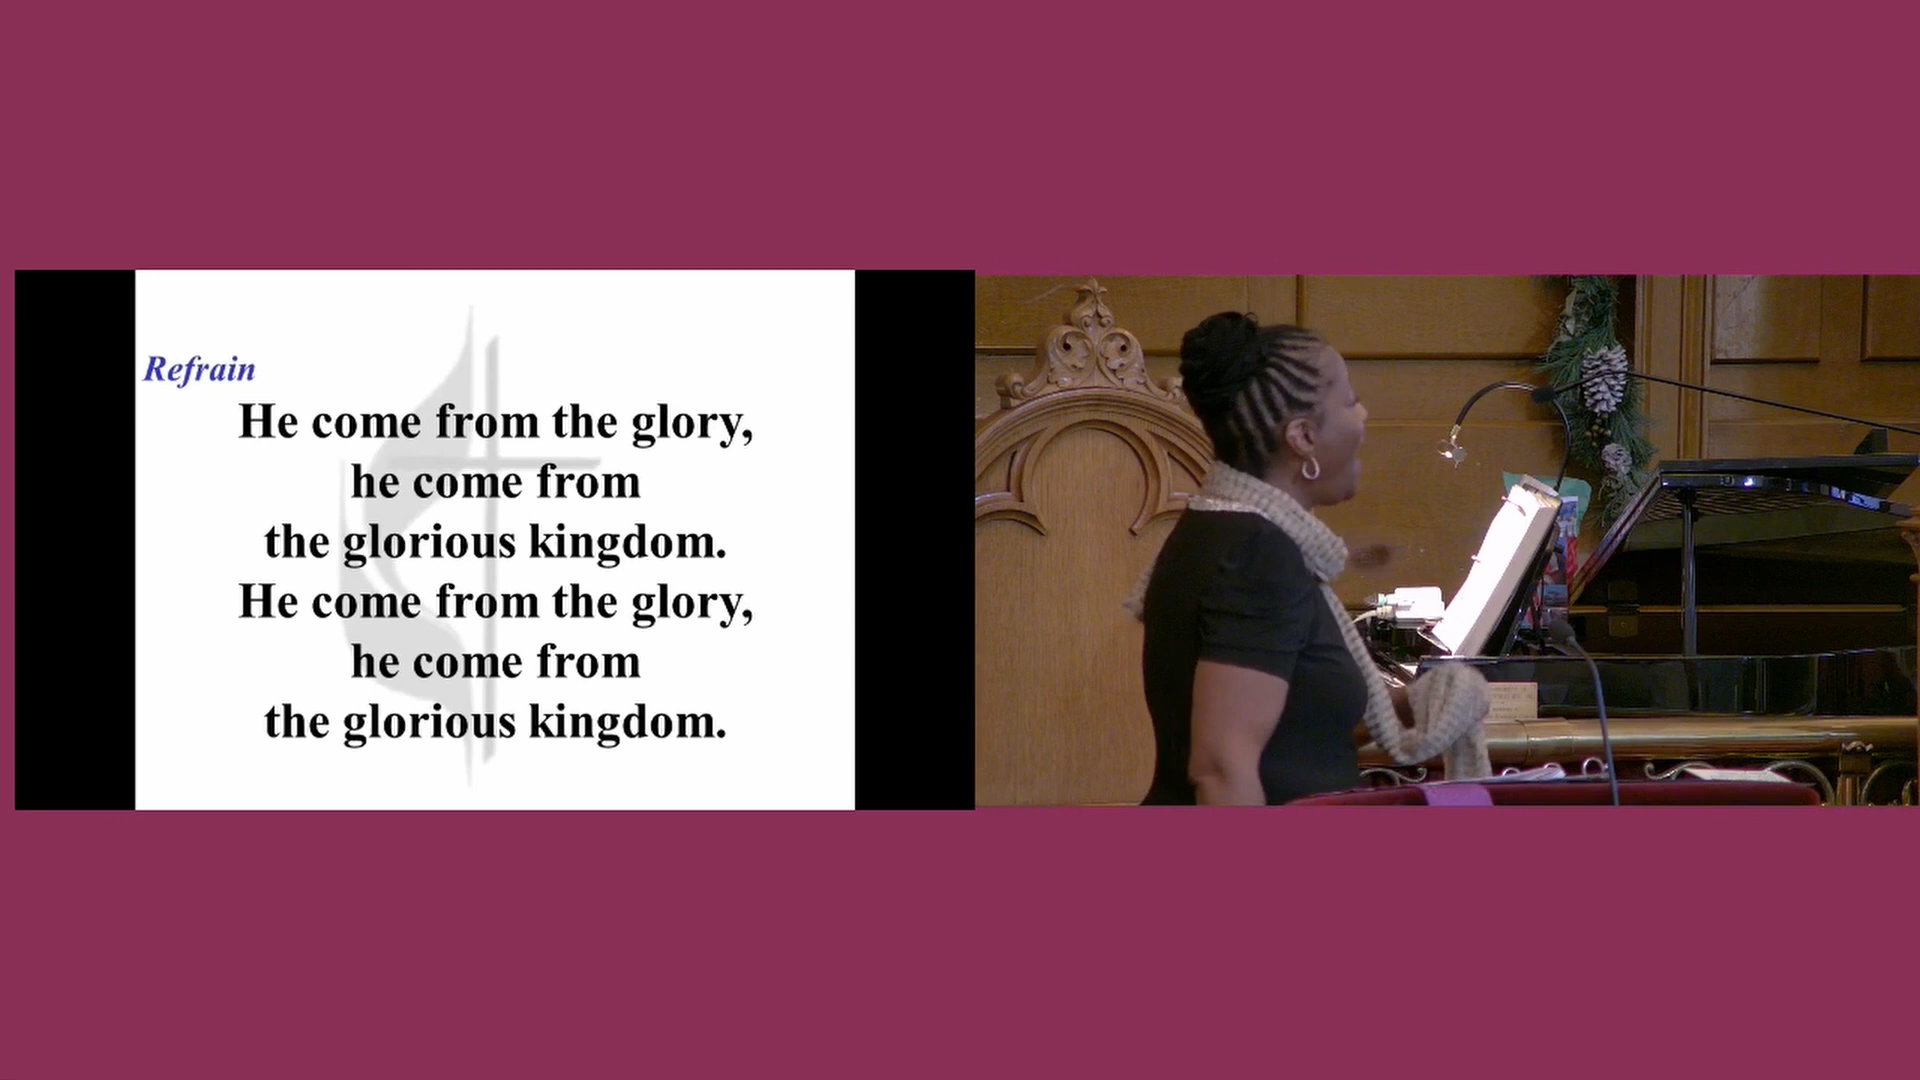 Refrain
He come from the glory,
he come from
the glorious kingdom.
He come from the glory,
he come from
the glorious kingdom.